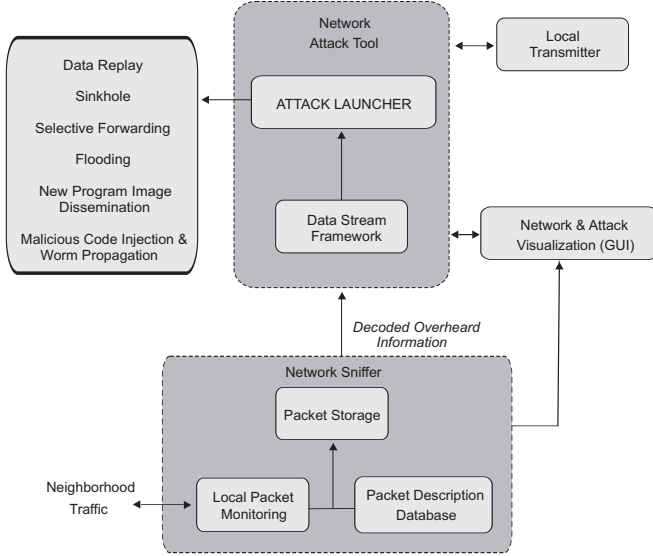 Network
Attack Tool
Local
Transmitter
Data Replay
Sinkhole
Selective Forwarding
Flooding
New Program Image
Dissemination
Malicious Code Injection &
Worm Propagation
ATTACK LAUNCHER
Data Stream
Framework
Network & Attack
Visualization (GUI)
Decoded Overheard
Information
Network Sniffer
Packet Storage
Neighborhood
Traffic
Local Packet
Monitoring
Packet Description
Database